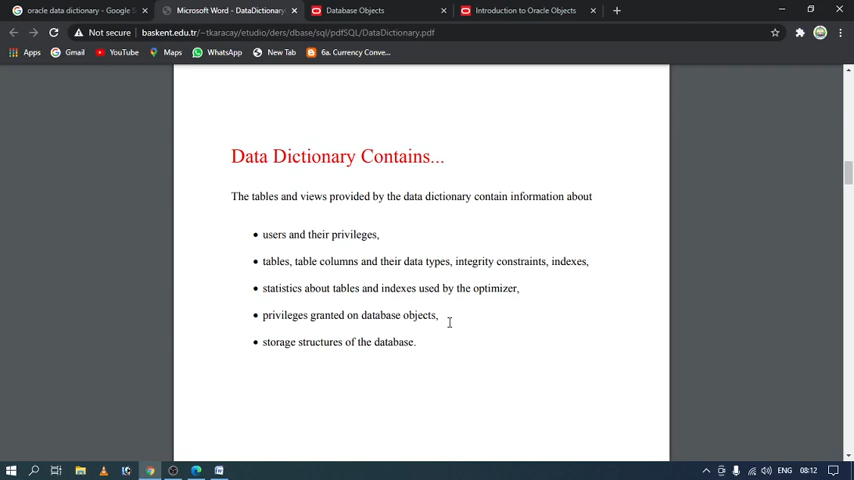 oracle data dictionary - Google S
Microsoft Word - DataDictionary.
Database Objects
Introduction to Oracle Objects
Not secure
baskent.edu.tr/~tkaracay/etudio/ders/dbase/sql/pdfSQL/DataDictionary.pdf
Apps
Gmail
YouTube
Maps
WhatsApp
New Tab
6a. Currency Conve...
Data Dictionary Contains...
The tables and views provided by the data dictionary contain information about
• users and their privileges,
• tables, table columns and their data types, integrity constraints, indexes,
• statistics about tables and indexes used by the optimizer,
• privileges granted on database objects,
• storage structures of the database.
ENG
08:12